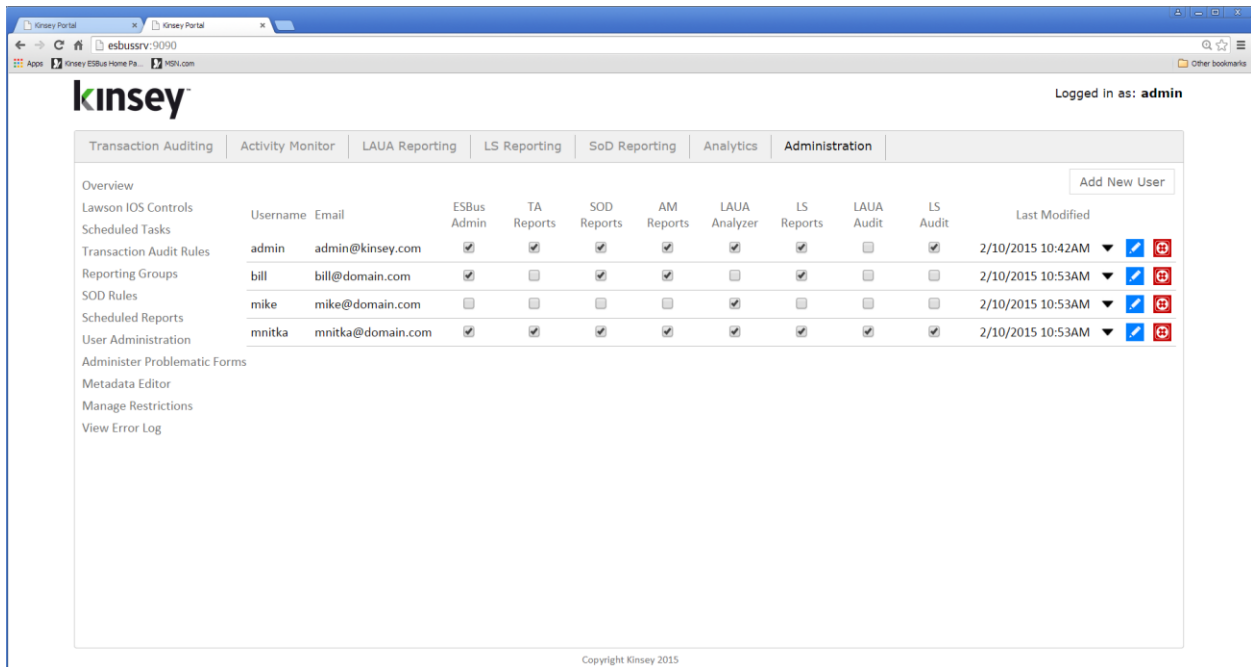 Kinsey Portal
Kinsey Portal
esbussrv:9090
Apps Kinsey ESBus Home Pa... MSN.com Other bookmarks
kinsey
Logged in as: admin
Transaction Auditing Activity Monitor LAUA Reporting LS Reporting SoD Reporting Analytics Administration
Add New User
Overview
Lawson IOS Controls
Scheduled Tasks
Transaction Audit Rules
Reporting Groups
SOD Rules
Scheduled Reports
User Administration
Administer Problematic Forms
Metadata Editor
Manage Restrictions
View Error Log
Username Email ESBus Admin TA Reports SOD Reports AM Reports LAUA Analyzer LS Reports LAUA Audit LS Audit Last Modified
admin admin@kinsey.com 2/10/2015 10:42AM
bill bill@domain.com 2/10/2015 10:53AM
mike mike@domain.com 2/10/2015 10:53AM
mnitka mnitka@domain.com 2/10/2015 10:53AM
Copyright Kinsey 2015